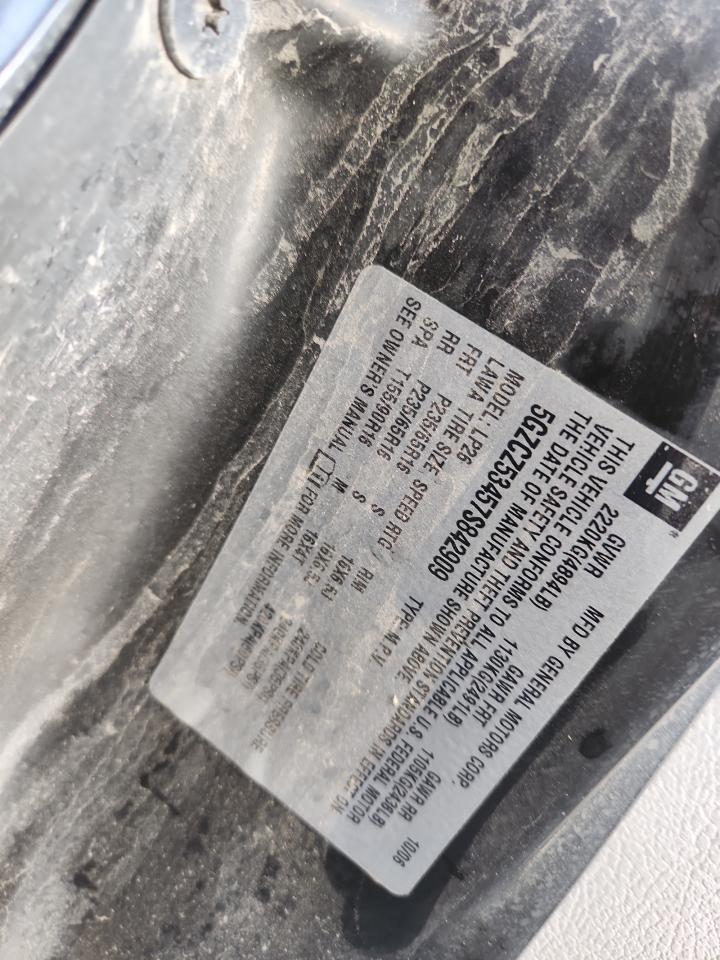 GM
MFD BY GENERAL MOTORS CORP.
10/06
GVWR
GAWR FRT
GAWR RR
2220KG(4894LB)
1130KG(2491LB)
1105KG(2436LB)
THIS VEHICLE CONFORMS TO ALL APPLICABLE U.S. FEDERAL MOTOR
VEHICLE SAFETY AND THEFT PREVENTION STANDARDS IN EFFECT ON
THE DATE OF MANUFACTURE SHOWN ABOVE.
5GZCZ53457S842909
TYPE: M.P.V.
MODEL: LP26
LAWA TIRE SIZE SPEED RTG RIM COLD TIRE PRESSURE
FRT P235/65R16 S 16X6.5J
RR P235/65R16 S 16X6.5J
SPA T155/90R16 M 16X4T
SEE OWNER'S MANUAL FOR MORE INFORMATION